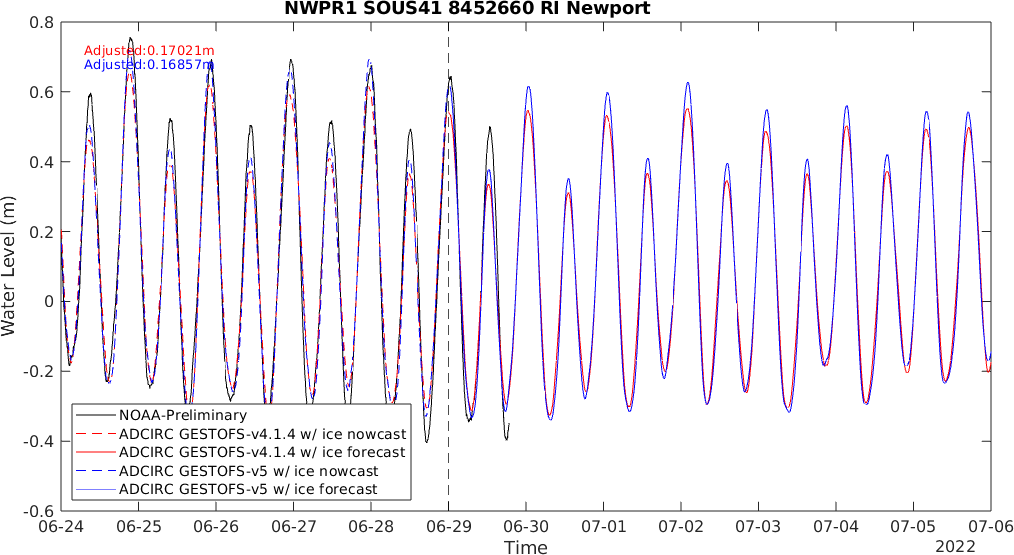 NWPR1 SOUS41 8452660 RI Newport
Adjusted:0.17021m
Adjusted:0.16857m
Water Level (m)
0.8
0.6
0.4
0.2
0
-0.2
-0.4
-0.6
NOAA-Preliminary
ADCIRC GESTOFS-v4.1.4 w/ ice nowcast
ADCIRC GESTOFS-v4.1.4 w/ ice forecast
ADCIRC GESTOFS-v5 w/ ice nowcast
ADCIRC GESTOFS-v5 w/ ice forecast
06-24 06-25 06-26 06-27 06-28 06-29 06-30 07-01 07-02 07-03 07-04 07-05 07-06
Time
2022